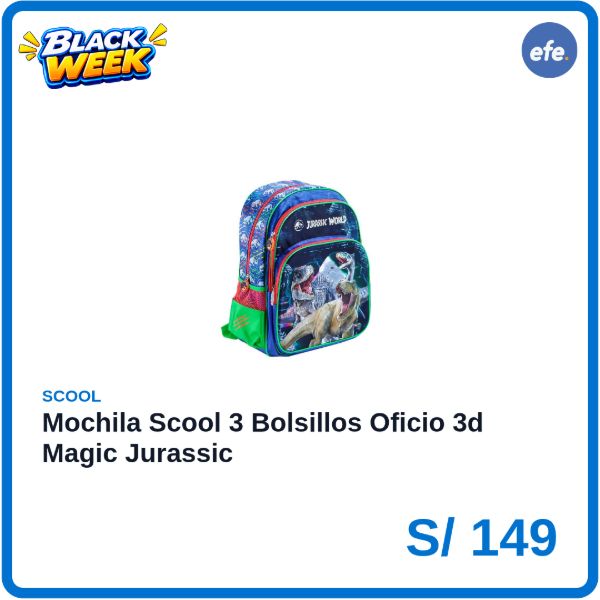 BLACK
WEEK
efe.
JURASSIC WORLD
SCOOL
Mochila Scool 3 Bolsillos Oficio 3d
Magic Jurassic
S/ 149